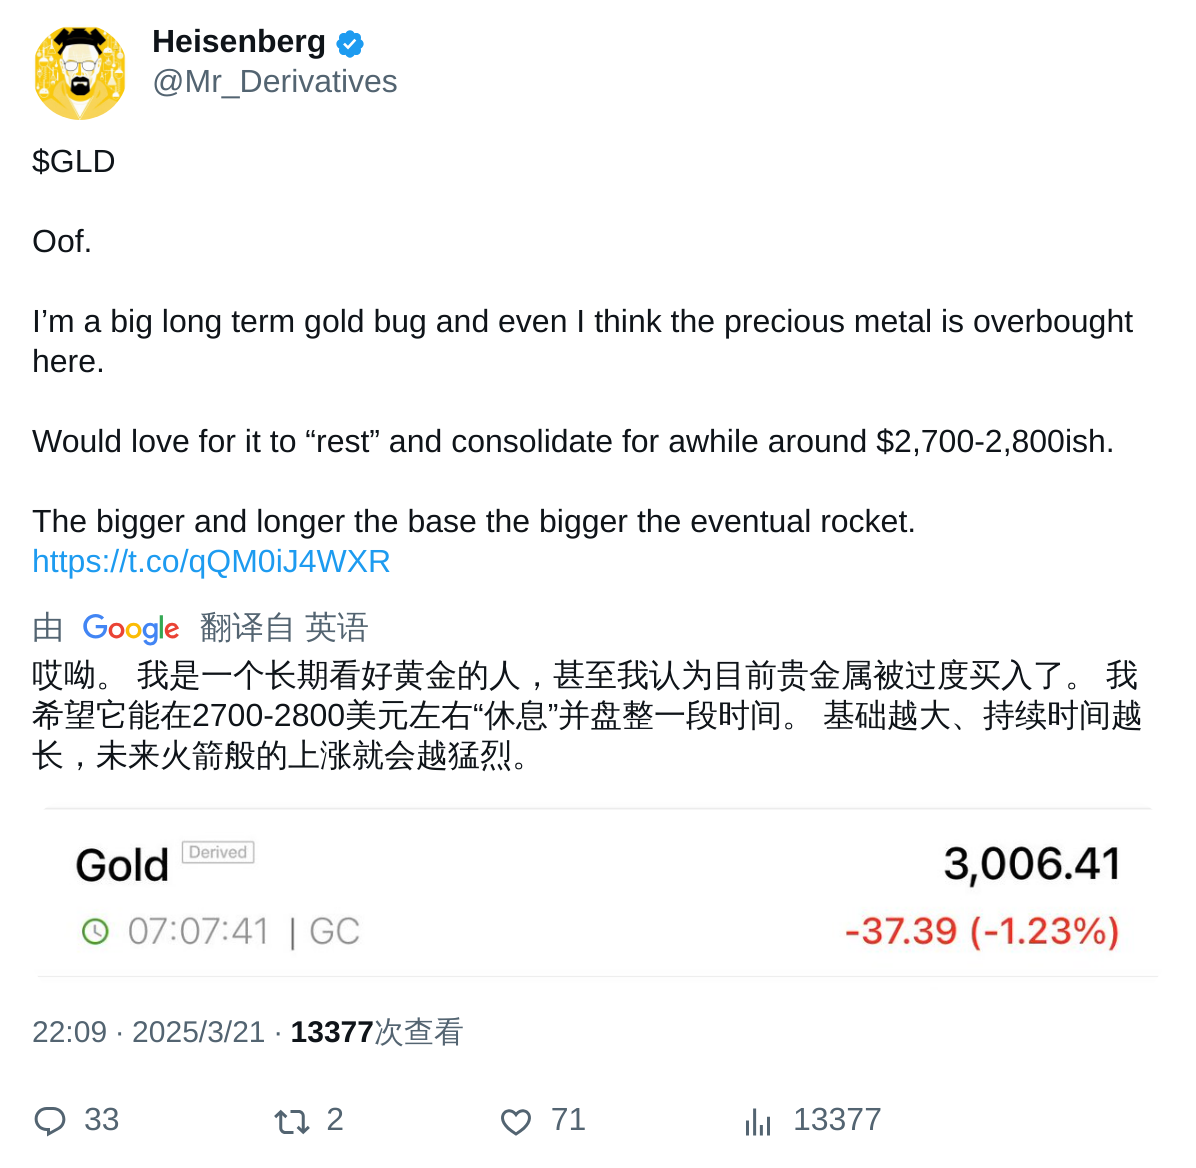 Heisenberg
@Mr_Derivatives
$GLD
Oof.
I’m a big long term gold bug and even I think the precious metal is overbought
here.
Would love for it to “rest” and consolidate for awhile around $2,700-2,800ish.
The bigger and longer the base the bigger the eventual rocket.
https://t.co/qQM0iJ4WXR
由 Google 翻译自 英语
哎呦。 我是一个长期看好黄金的人，甚至我认为目前贵金属被过度买入了。 我
希望它能在2700-2800美元左右“休息”并盘整一段时间。 基础越大、持续时间越
长，未来火箭般的上涨就会越猛烈。
Gold Derived 3,006.41
07:07:41 | GC -37.39 (-1.23%)
22:09 · 2025/3/21 · 13377次查看
33 2 71 13377